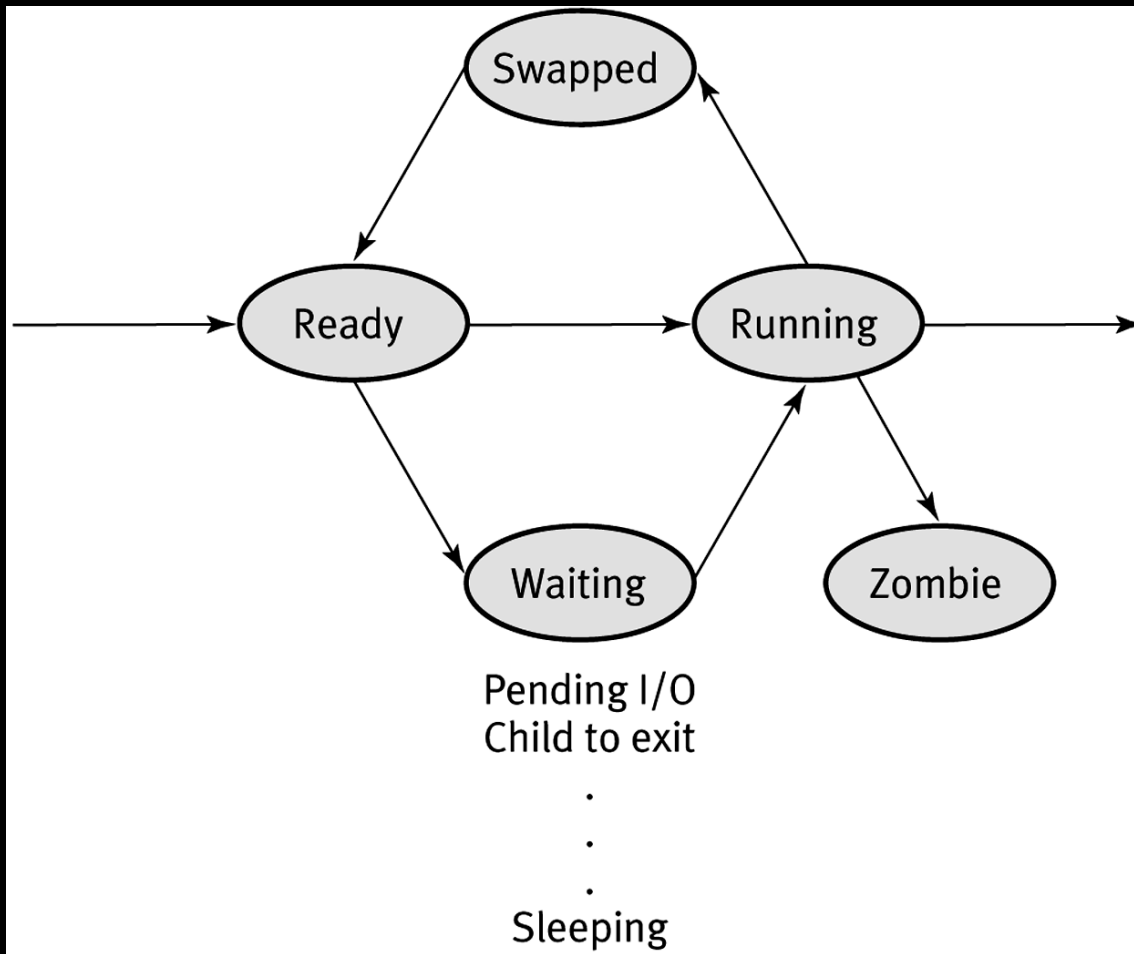 Swapped
Ready
Running
Waiting
Zombie
Pending I/O
Child to exit
.
.
.
Sleeping